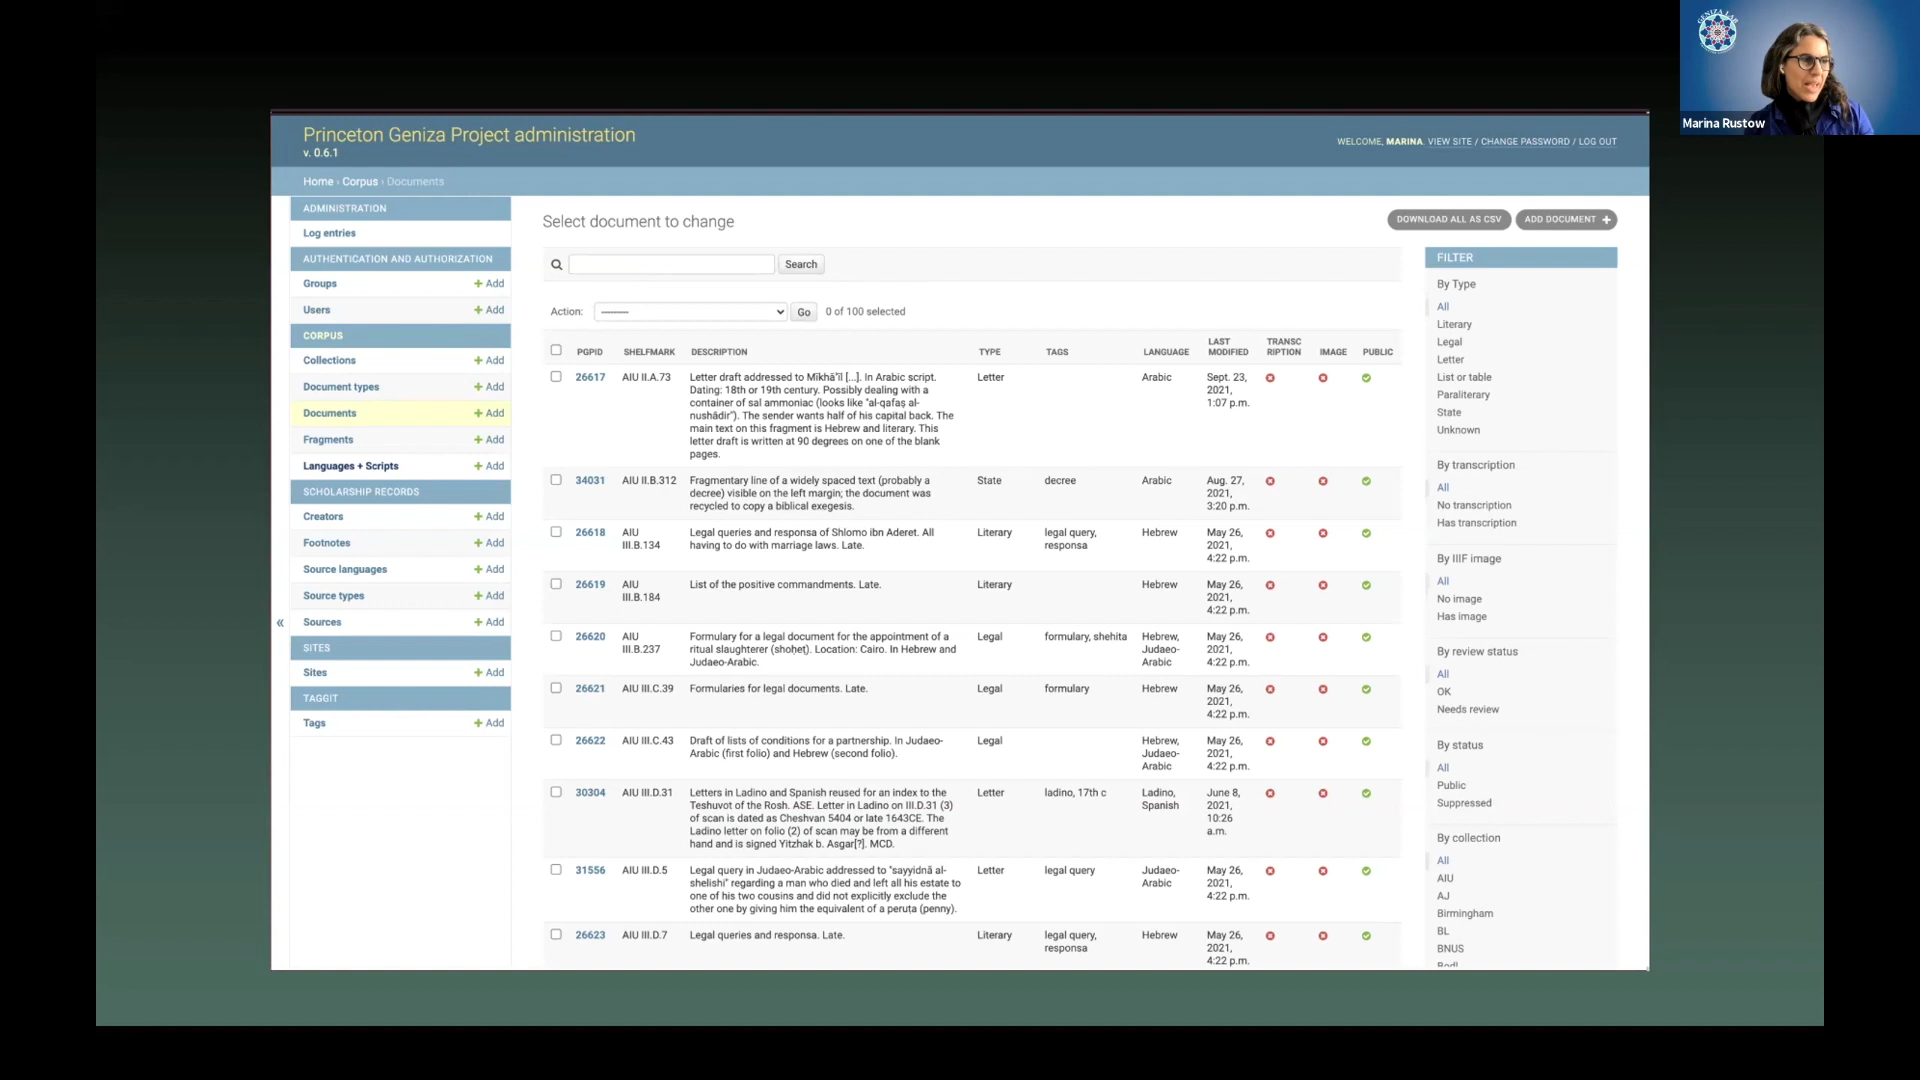 GENIZA LAB
Marina Rustow
Princeton Geniza Project administration
v. 0.6.1
WELCOME, MARINA. VIEW SITE / CHANGE PASSWORD / LOG OUT
Home › Corpus › Documents
ADMINISTRATION
Log entries
AUTHENTICATION AND AUTHORIZATION
Groups + Add
Users + Add
CORPUS
Collections + Add
Document types + Add
Documents + Add
Fragments + Add
Languages + Scripts + Add
SCHOLARSHIP RECORDS
Creators + Add
Footnotes + Add
Source languages + Add
Source types + Add
Sources + Add
«
SITES
Sites + Add
TAGGIT
Tags + Add
Select document to change
DOWNLOAD ALL AS CSV
ADD DOCUMENT +
Search
Action: --------- Go 0 of 100 selected
PGPID SHELFMARK DESCRIPTION TYPE TAGS LANGUAGE LAST MODIFIED TRANSCRIPTION IMAGE PUBLIC
26617 AIU II.A.73 Letter draft addressed to Mīkhāʾīl [...]. In Arabic script. Letter Arabic Sept. 23,
Dating: 18th or 19th century. Possibly dealing with a 2021,
container of sal ammoniac (looks like "al-qafaṣ al- 1:07 p.m.
nushādir"). The sender wants half of his capital back. The
main text on this fragment is Hebrew and literary. This
letter draft is written at 90 degrees on one of the blank
pages.
34031 AIU II.B.312 Fragmentary line of a widely spaced text (probably a State decree Arabic Aug. 27,
decree) visible on the left margin; the document was 2021,
recycled to copy a biblical exegesis. 3:20 p.m.
26618 AIU Legal queries and responsa of Shlomo ibn Aderet. All Literary legal query, Hebrew May 26,
III.B.134 having to do with marriage laws. Late. responsa 2021,
4:22 p.m.
26619 AIU List of the positive commandments. Late. Literary Hebrew May 26,
III.B.184 2021,
4:22 p.m.
26620 AIU Formulary for a legal document for the appointment of a Legal formulary, shehita Hebrew, May 26,
III.B.237 ritual slaughterer (shoḥeṭ). Location: Cairo. In Hebrew and Judaeo- 2021,
Judaeo-Arabic. Arabic 4:22 p.m.
26621 AIU III.C.39 Formularies for legal documents. Late. Legal formulary Hebrew May 26,
2021,
4:22 p.m.
26622 AIU III.C.43 Draft of lists of conditions for a partnership. In Judaeo- Legal Hebrew, May 26,
Arabic (first folio) and Hebrew (second folio). Judaeo- 2021,
Arabic 4:22 p.m.
30304 AIU III.D.31 Letters in Ladino and Spanish reused for an index to the Letter ladino, 17th c Ladino, June 8,
Teshuvot of the Rosh. ASE. Letter in Ladino on III.D.31 (3) Spanish 2021,
of scan is dated as Cheshvan 5404 or late 1643CE. The 10:26
Ladino letter on folio (2) of scan may be from a different a.m.
hand and is signed Yitzhak b. Asgar[?]. MCD.
31556 AIU III.D.5 Legal query in Judaeo-Arabic addressed to "sayyidnā al- Letter legal query Judaeo- May 26,
shelishi" regarding a man who died and left all his estate to Arabic 2021,
one of his two cousins and did not explicitly exclude the 4:22 p.m.
other one by giving him the equivalent of a peruṭa (penny).
26623 AIU III.D.7 Legal queries and responsa. Late. Literary legal query, Hebrew May 26,
responsa 2021,
4:22 p.m.
FILTER
By Type
All
Literary
Legal
Letter
List or table
Paraliterary
State
Unknown
By transcription
All
No transcription
Has transcription
By IIIF image
All
No image
Has image
By review status
All
OK
Needs review
By status
All
Public
Suppressed
By collection
All
AIU
AJ
Birmingham
BL
BNUS
Bodl